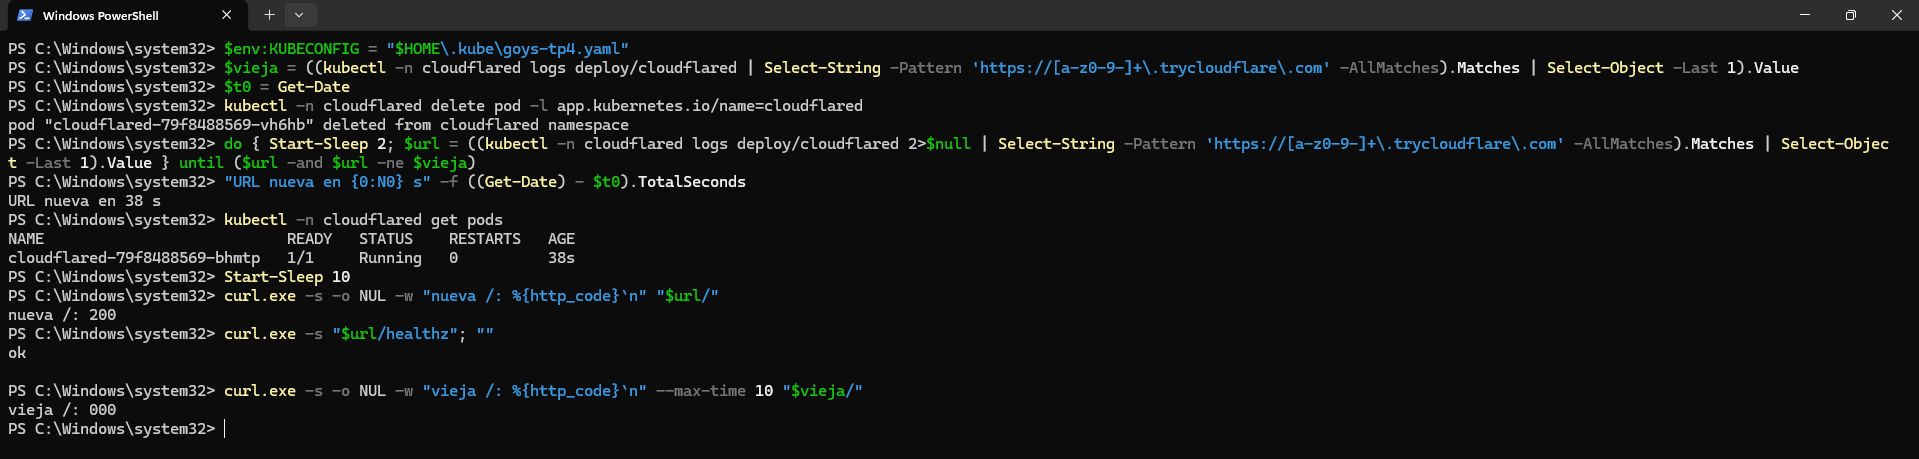 Windows PowerShell
PS C:\Windows\system32> $env:KUBECONFIG = "$HOME\.kube\goys-tp4.yaml"
PS C:\Windows\system32> $vieja = ((kubectl -n cloudflared logs deploy/cloudflared | Select-String -Pattern 'https://[a-z0-9-]+\.trycloudflare\.com' -AllMatches).Matches | Select-Object -Last 1).Value
PS C:\Windows\system32> $t0 = Get-Date
PS C:\Windows\system32> kubectl -n cloudflared delete pod -l app.kubernetes.io/name=cloudflared
pod "cloudflared-79f8488569-vh6hb" deleted from cloudflared namespace
PS C:\Windows\system32> do { Start-Sleep 2; $url = ((kubectl -n cloudflared logs deploy/cloudflared 2>$null | Select-String -Pattern 'https://[a-z0-9-]+\.trycloudflare\.com' -AllMatches).Matches | Select-Objec
t -Last 1).Value } until ($url -and $url -ne $vieja)
PS C:\Windows\system32> "URL nueva en {0:N0} s" -f ((Get-Date) - $t0).TotalSeconds
URL nueva en 38 s
PS C:\Windows\system32> kubectl -n cloudflared get pods
NAME                           READY   STATUS    RESTARTS   AGE
cloudflared-79f8488569-bhmtp   1/1     Running   0          38s
PS C:\Windows\system32> Start-Sleep 10
PS C:\Windows\system32> curl.exe -s -o NUL -w "nueva /: %{http_code}`n" "$url/"
nueva /: 200
PS C:\Windows\system32> curl.exe -s "$url/healthz"; ""
ok
PS C:\Windows\system32> curl.exe -s -o NUL -w "vieja /: %{http_code}`n" --max-time 10 "$vieja/"
vieja /: 000
PS C:\Windows\system32>